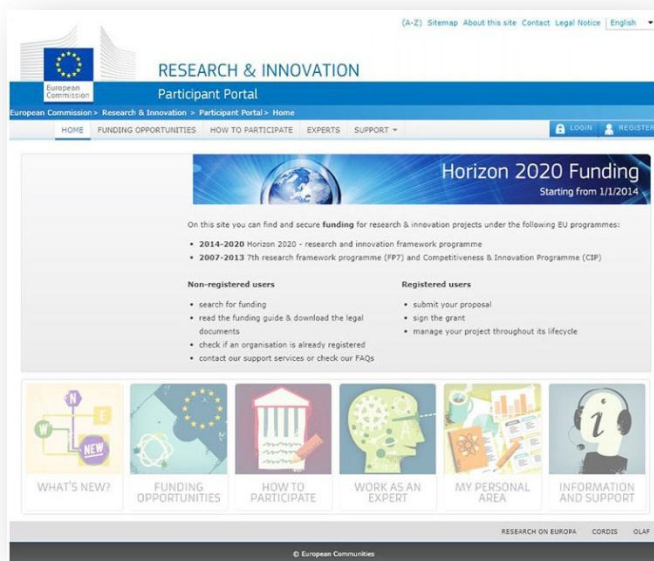 (A-Z) Sitemap About this site Contact Legal Notice English
European
Commission
RESEARCH & INNOVATION
Participant Portal
European Commission > Research & Innovation > Participant Portal > Home
HOME FUNDING OPPORTUNITIES HOW TO PARTICIPATE EXPERTS SUPPORT LOGIN REGISTER
Horizon 2020 Funding
Starting from 1/1/2014
On this site you can find and secure funding for research & innovation projects under the following EU programmes:
• 2014-2020 Horizon 2020 - research and innovation framework programme
• 2007-2013 7th research framework programme (FP7) and Competitiveness & Innovation Programme (CIP)
Non-registered users
• search for funding
• read the funding guide & download the legal
documents
• check if an organisation is already registered
• contact our support services or check our FAQs
Registered users
• submit your proposal
• sign the grant
• manage your project throughout its lifecycle
N
W
E
NEW
i
WHAT'S NEW?
FUNDING
OPPORTUNITIES
HOW TO
PARTICIPATE
WORK AS AN
EXPERT
MY PERSONAL
AREA
INFORMATION
AND SUPPORT
RESEARCH ON EUROPA CORDIS OLAF
© European Communities